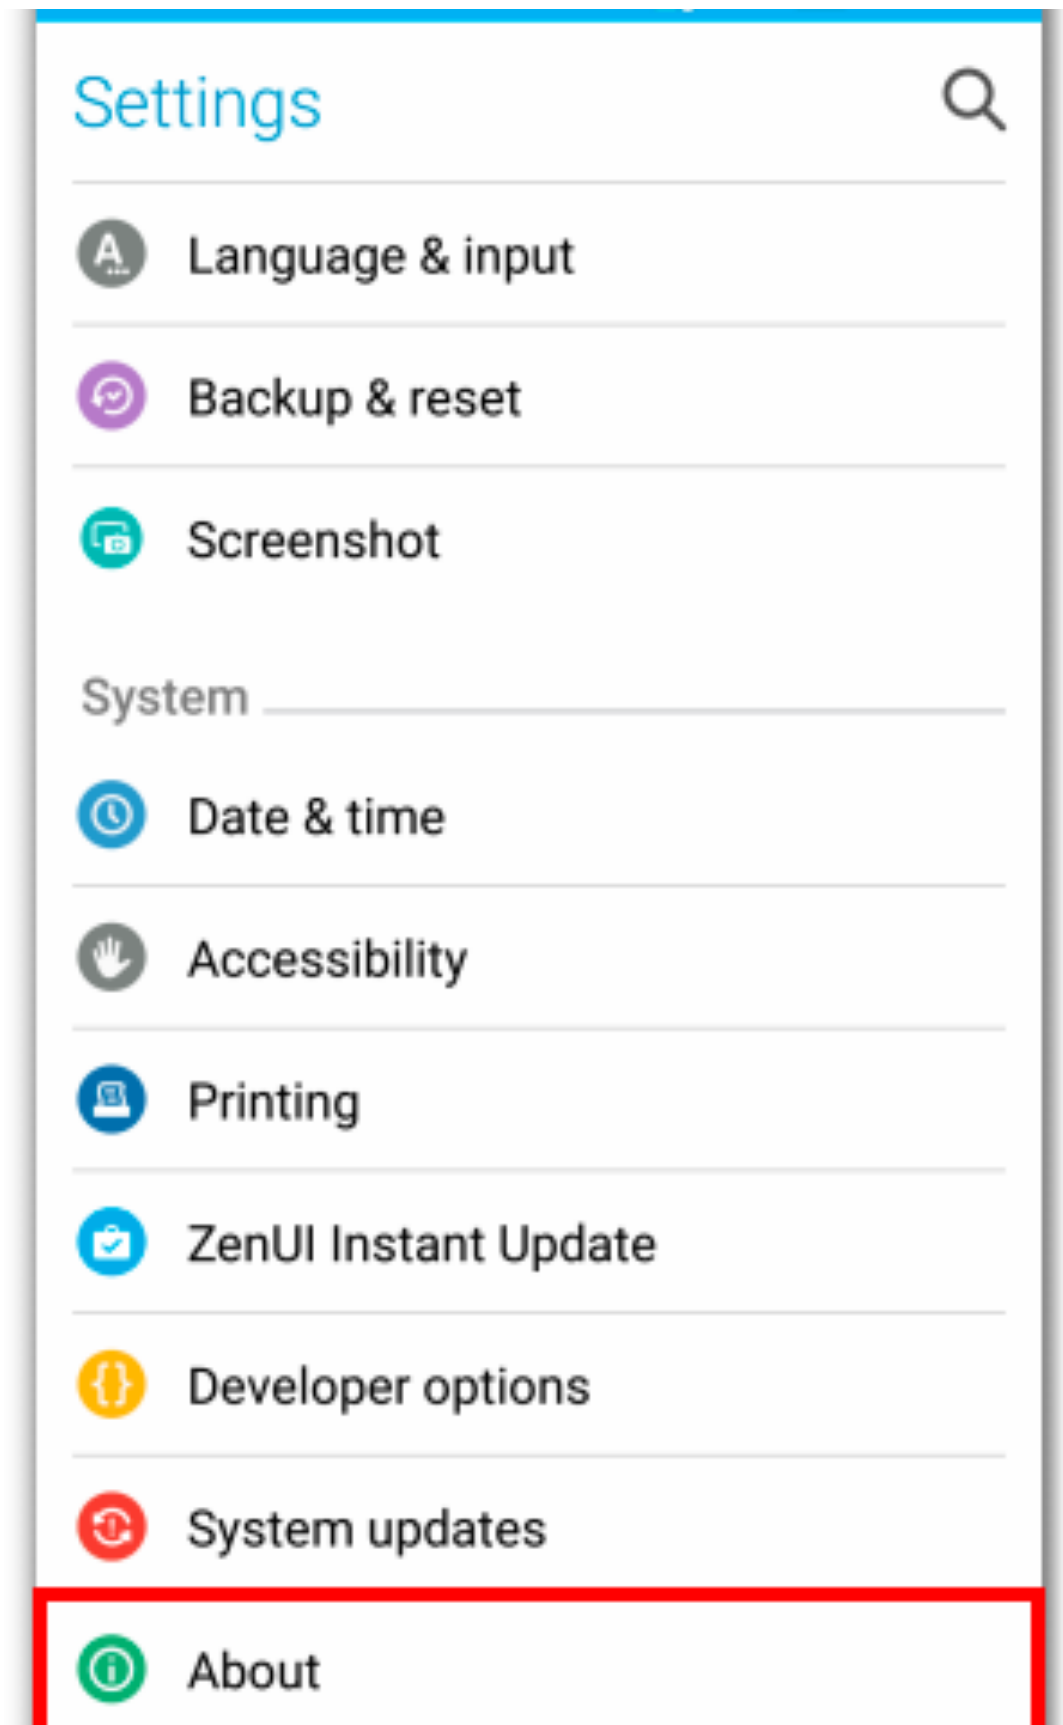 Settings
Language & input
Backup & reset
Screenshot
System
Date & time
Accessibility
Printing
ZenUI Instant Update
Developer options
System updates
About